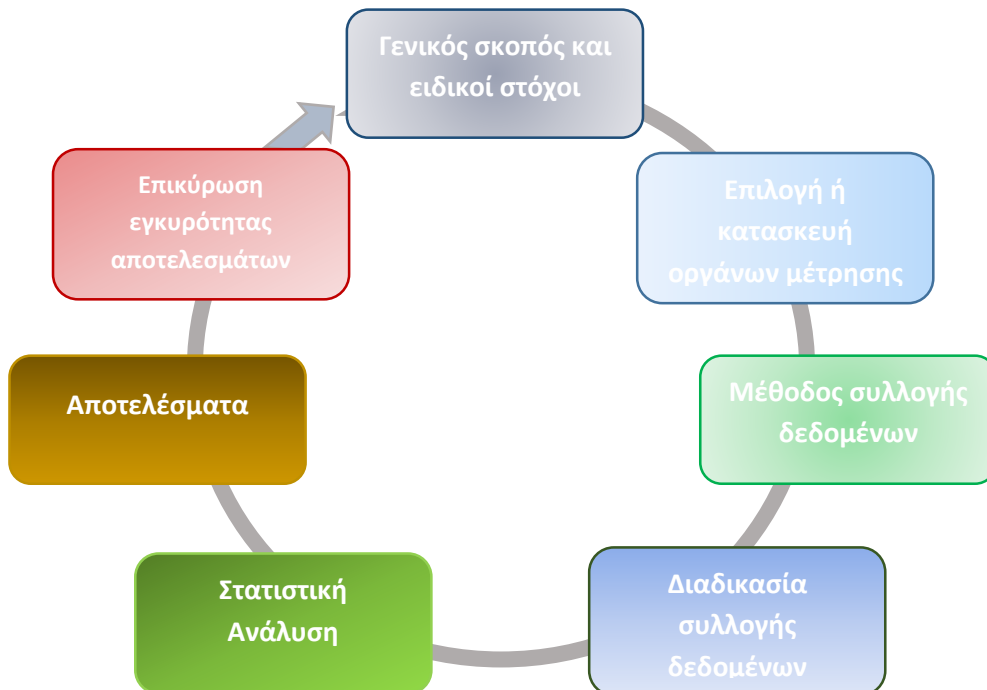 Γενικός σκοπός και
ειδικοί στόχοι
Επιλογή ή
κατασκευή
οργάνων μέτρησης
Μέθοδος συλλογής
δεδομένων
Διαδικασία
συλλογής
δεδομένων
Στατιστική
Ανάλυση
Αποτελέσματα
Επικύρωση
εγκυρότητας
αποτελεσμάτων